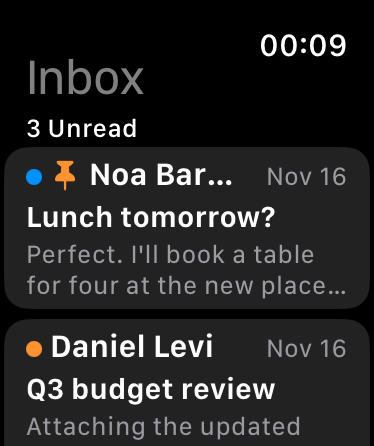 00:09
Inbox
3 Unread
Noa Bar... Nov 16
Lunch tomorrow?
Perfect. I'll book a table
for four at the new place...
Daniel Levi Nov 16
Q3 budget review
Attaching the updated